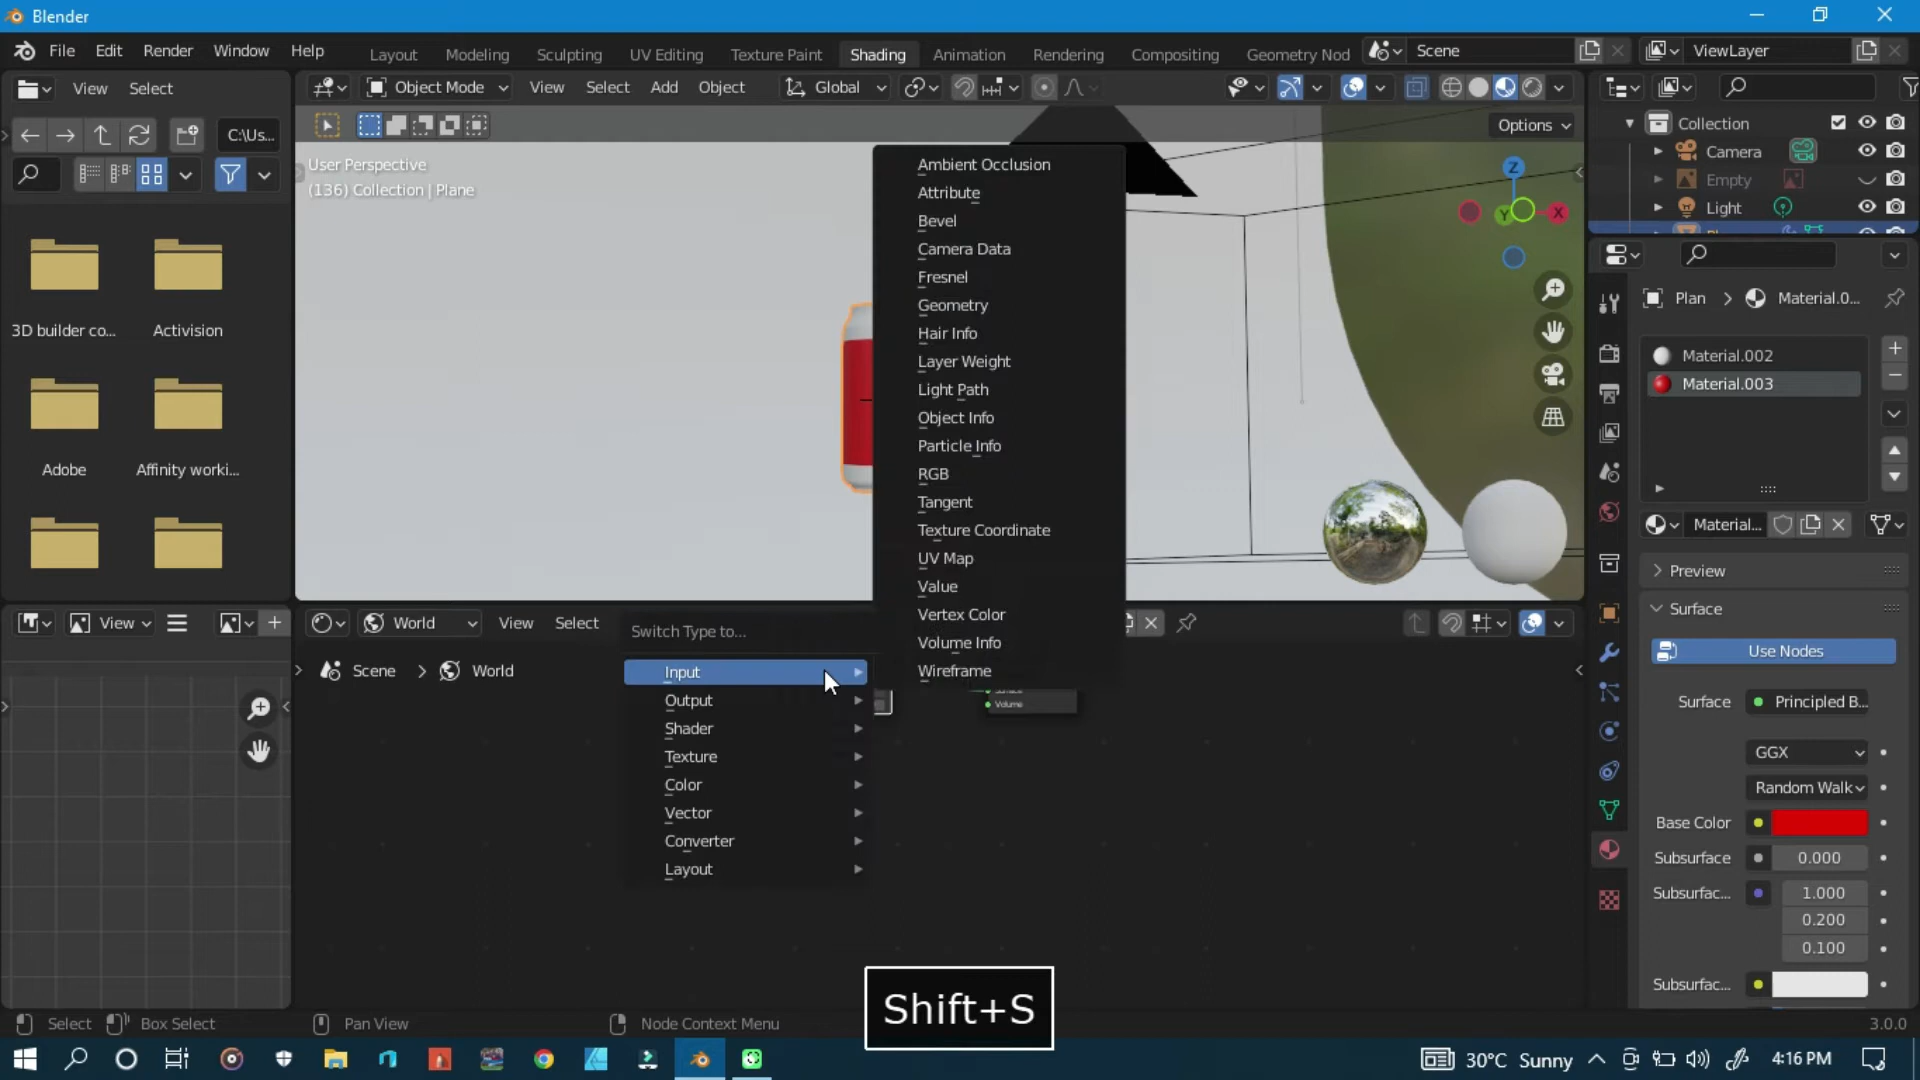 Blender
File Edit Render Window Help Layout Modeling Sculpting UV Editing Texture Paint Shading Animation Rendering Compositing Geometry Nod Scene ViewLayer
View Select
Object Mode View Select Add Object Global
C:\Us...
Options
User Perspective
(136) Collection | Plane
3D builder co... Activision
Adobe Affinity worki...
Ambient Occlusion
Attribute
Bevel
Camera Data
Fresnel
Geometry
Hair Info
Layer Weight
Light Path
Object Info
Particle Info
RGB
Tangent
Texture Coordinate
UV Map
Value
Vertex Color
Volume Info
Wireframe
Z
Y X
Collection
Camera
Empty
Light
Plan > Material.0...
Material.002
Material.003
Material...
Preview
Surface
Use Nodes
Surface Principled B...
GGX
Random Walk
Base Color
Subsurface 0.000
Subsurfac... 1.000
0.200
0.100
Subsurfac...
View
World View Select
Scene > World
Switch Type to...
Input
Output
Shader
Texture
Color
Vector
Converter
Layout
Volume
Shift+S
Select Box Select Pan View Node Context Menu 3.0.0
30°C Sunny 4:16 PM